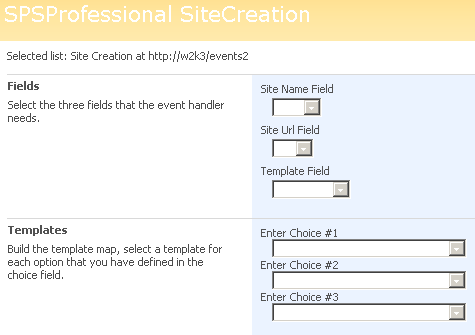 SPSProfessional SiteCreation
Selected list: Site Creation at http://w2k3/events2
Fields
Select the three fields that the event handler
needs.
Site Name Field
Site Url Field
Template Field
Templates
Build the template map, select a template for
each option that you have defined in the
choice field.
Enter Choice #1
Enter Choice #2
Enter Choice #3